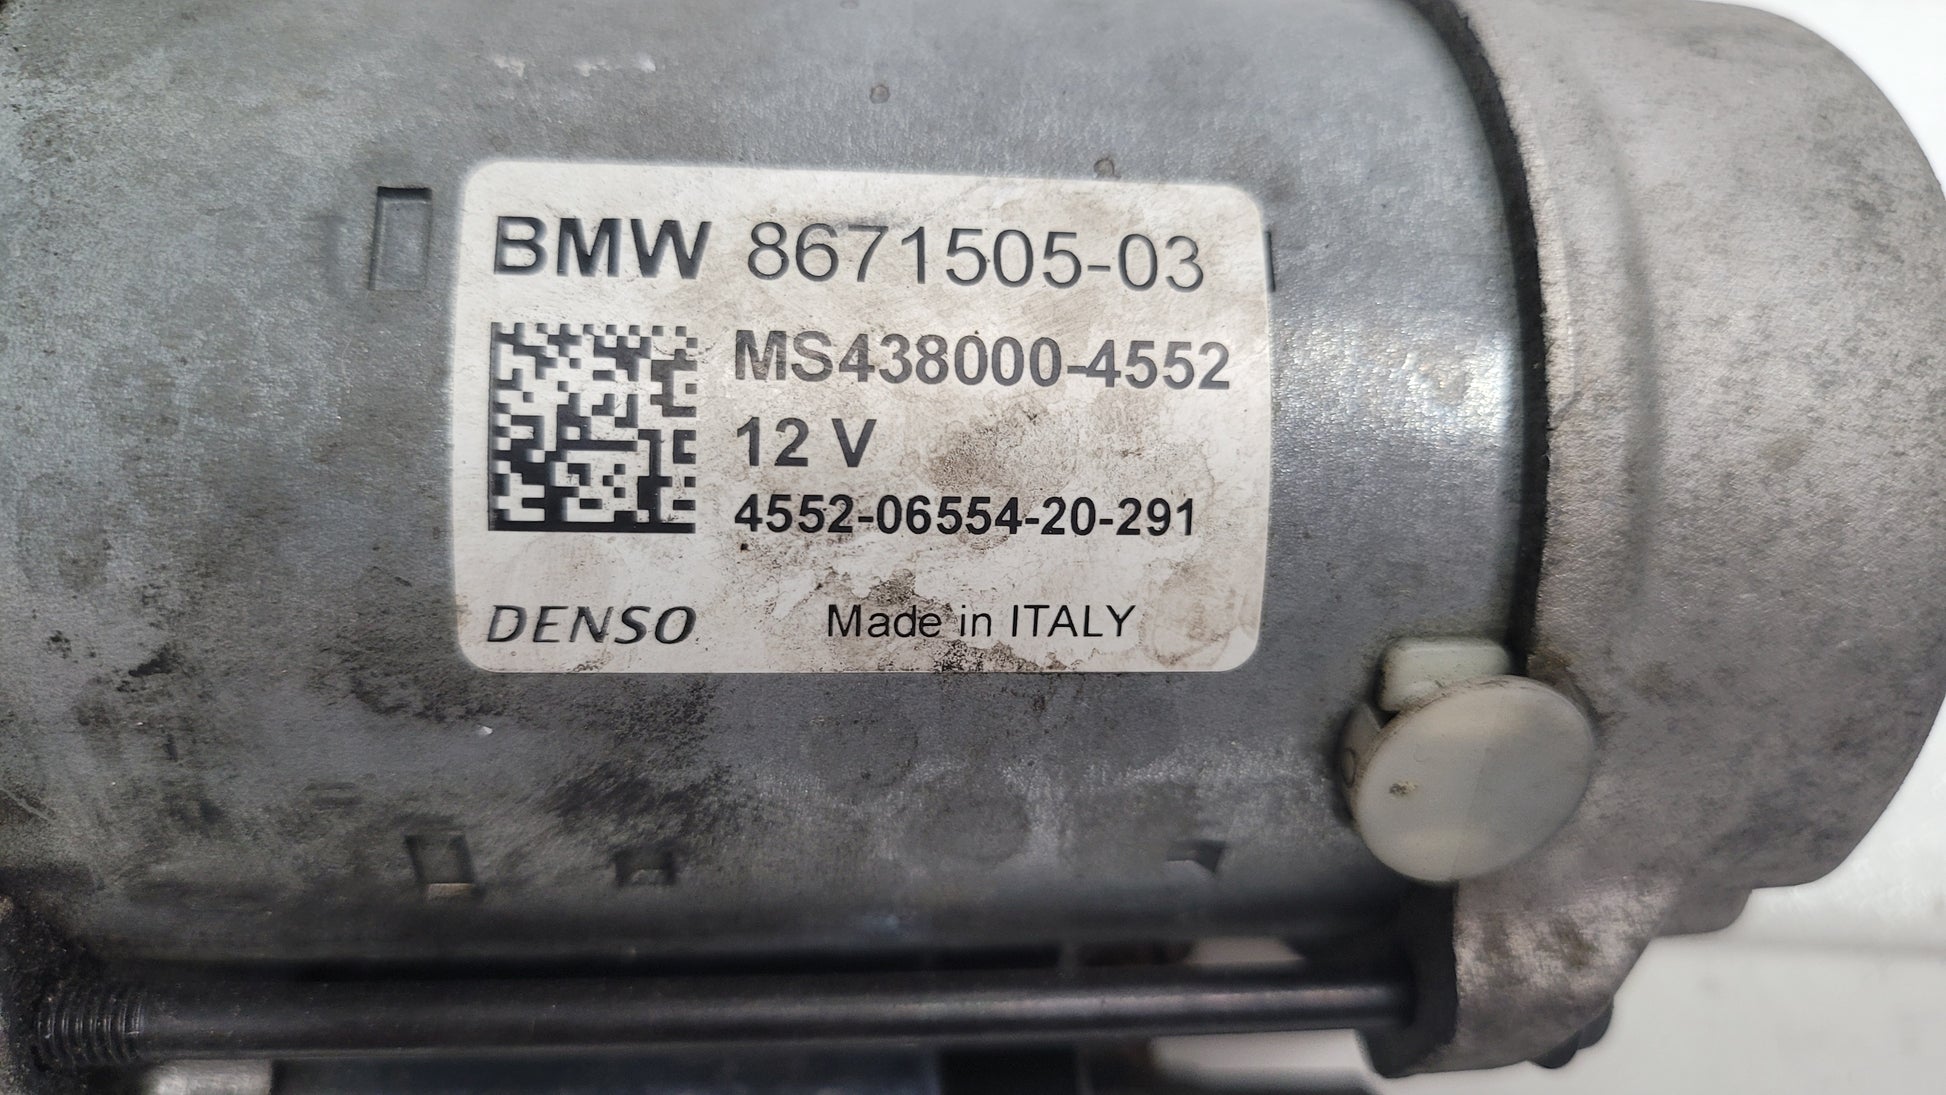 BMW 8671505-03
MS438000-4552
12 V
4552-06554-20-291
DENSO Made in ITALY